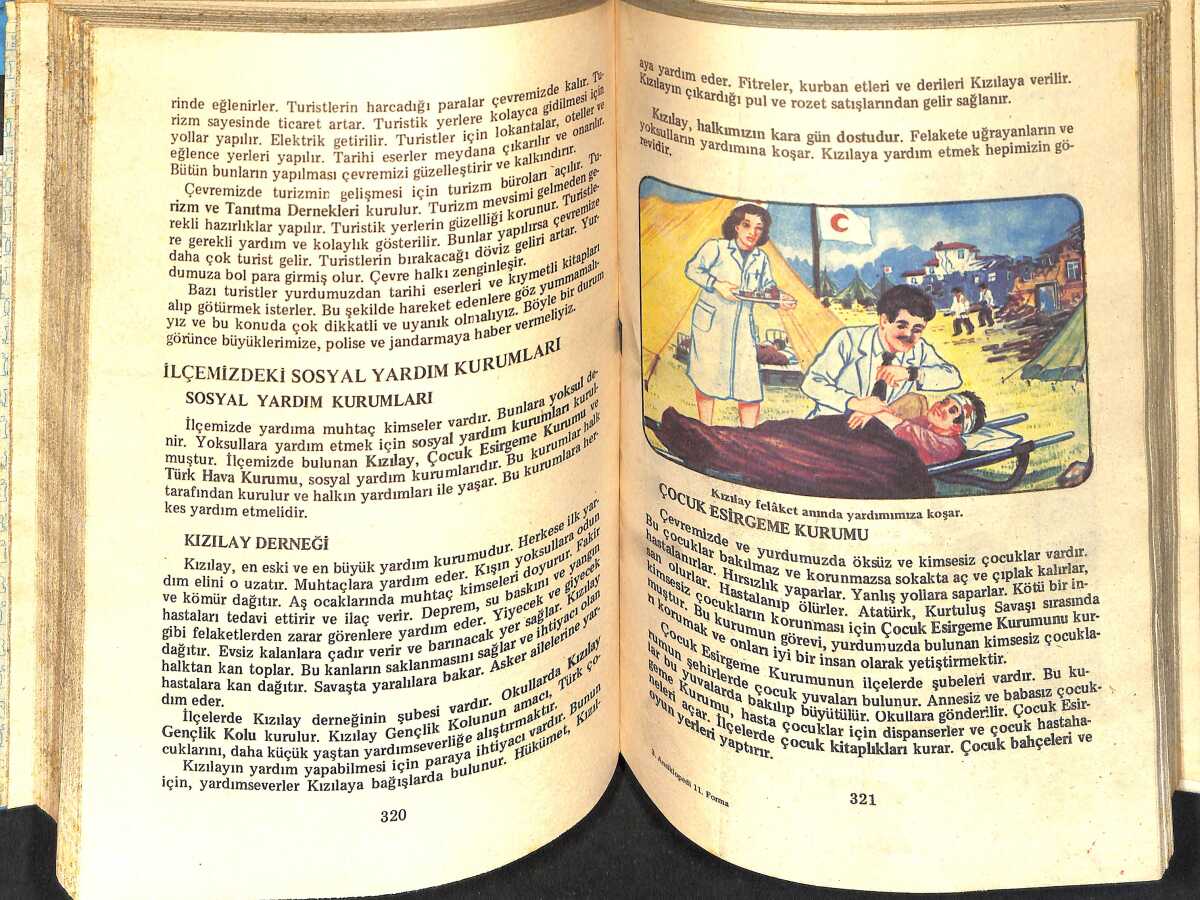 rinde eğlenirler. Turistlerin harcadığı paralar çevremizde kalır. Tu-
rizm sayesinde ticaret artar. Turistik yerlere kolayca gidilmesi için
yollar yapılır. Elektrik getirilir. Turistler için lokantalar, oteller ve
eğlence yerleri yapılır. Tarihi eserler meydana çıkarılır ve onarılır.
Bütün bunların yapılması çevremizi güzelleştirir ve kalkındırır.
Çevremizde turizmin gelişmesi için turizm büroları açılır. Tu-
rizm ve Tanıtma Dernekleri kurulur. Turizm mevsimi gelmeden ge-
rekli hazırlıklar yapılır. Turistik yerlerin güzelliği korunur. Turistle-
re gerekli yardım ve kolaylık gösterilir. Bunlar yapılırsa çevremize
daha çok turist gelir. Turistlerin bırakacağı döviz geliri artar. Yur-
dumuza bol para girmiş olur. Çevre halkı zenginleşir.
Bazı turistler yurdumuzdan tarihi eserleri ve kıymetli kitapları
alıp götürmek isterler. Bu şekilde hareket edenlere göz yummamalı-
yız ve bu konuda çok dikkatli ve uyanık olmalıyız. Böyle bir durum
görünce büyüklerimize, polise ve jandarmaya haber vermeliyiz.
İLÇEMİZDEKİ SOSYAL YARDIM KURUMLARI
SOSYAL YARDIM KURUMLARI
İlçemizde yardıma muhtaç kimseler vardır. Bunlara yoksul de-
nir. Yoksullara yardım etmek için sosyal yardım kurumları kurul-
muştur. İlçemizde bulunan Kızılay, Çocuk Esirgeme Kurumu ve
Türk Hava Kurumu, sosyal yardım kurumlarıdır. Bu kurumlar halk
tarafından kurulur ve halkın yardımları ile yaşar. Bu kurumlara her-
kes yardım etmelidir.
KIZILAY DERNEĞİ
Kızılay, en eski ve en büyük yardım kurumudur. Herkese ilk yar-
dım elini o uzatır. Muhtaçlara yardım eder. Kışın yoksullara odun
ve kömür dağıtır. Aş ocaklarında muhtaç kimseleri doyurur. Fakir
hastaları tedavi ettirir ve ilaç verir. Deprem, su baskını ve yangın
gibi felaketlerden zarar görenlere yardım eder. Yiyecek ve giyecek
dağıtır. Evsiz kalanlara çadır verir ve barınacak yer sağlar. Kızılay
halktan kan toplar. Bu kanların saklanmasını sağlar ve ihtiyacı olan
hastalara kan dağıtır. Savaşta yaralılara bakar. Asker ailelerine yar-
dım eder.
İlçelerde Kızılay derneğinin şubesi vardır. Okullarda Kızılay
Gençlik Kolu kurulur. Kızılay Gençlik Kolunun amacı, Türk ço-
cuklarını, daha küçük yaştan yardımseverliğe alıştırmaktır.
Kızılayın yardım yapabilmesi için paraya ihtiyacı vardır. Bunun
için, yardımseverler Kızılaya bağışlarda bulunur. Hükümet, Kızıl-
320
aya yardım eder. Fitreler, kurban etleri ve derileri Kızılaya verilir.
Kızılayın çıkardığı pul ve rozet satışlarından gelir sağlanır.
Kızılay, halkımızın kara gün dostudur. Felakete uğrayanların ve
yoksulların yardımına koşar. Kızılaya yardım etmek hepimizin gö-
revidir.
Kızılay felâket anında yardımımıza koşar.
ÇOCUK ESİRGEME KURUMU
Çevremizde ve yurdumuzda öksüz ve kimsesiz çocuklar vardır.
Bu çocuklar bakılmaz ve korunmazsa sokakta aç ve çıplak kalırlar,
hastalanırlar. Hırsızlık yaparlar. Yanlış yollara saparlar. Kötü bir in-
san olurlar. Hastalanıp ölürler. Atatürk, Kurtuluş Savaşı sırasında
kimsesiz çocukların korunması için Çocuk Esirgeme Kurumunu kur-
muştur. Bu kurumun görevi, yurdumuzda bulunan kimsesiz çocukla-
rı korumak ve onları iyi bir insan olarak yetiştirmektir.
Çocuk Esirgeme Kurumunun ilçelerde şubeleri vardır. Bu ku-
rumun şehirlerde çocuk yuvaları bulunur. Annesiz ve babasız çocuk-
lar bu yuvalarda bakılıp büyütülür. Okullara gönderilir. Çocuk Esir-
geme Kurumu, hasta çocuklar için dispanserler ve çocuk hastaha-
neleri açar. İlçelerde çocuk kitaplıkları kurar. Çocuk bahçeleri ve
oyun yerleri yaptırır.
3. Ansiklopedi 11. Forma
321